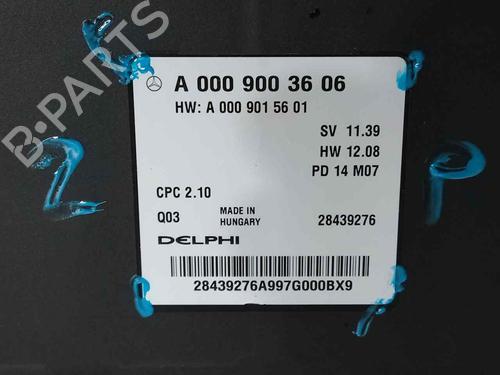 B-PARTS
A 000 900 36 06
HW: A 000 901 56 01
SV 11.39
HW 12.08
PD 14 M07
CPC 2.10
Q03 MADE IN HUNGARY 28439276
DELPHI
28439276A997G000BX9
2
P